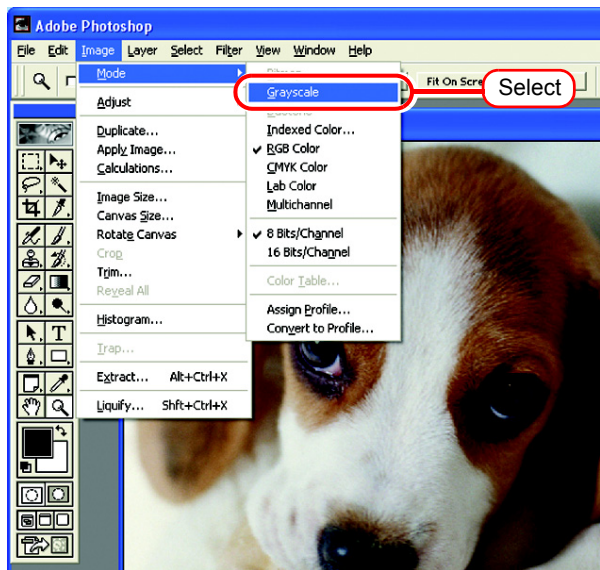 Adobe Photoshop
File Edit Image Layer Select Filter View Window Help
Fit On Scre
Select
Mode
Adjust
Duplicate...
Apply Image...
Calculations...
Image Size...
Canvas Size...
Rotate Canvas
Crop
Trim...
Reveal All
Histogram...
Trap...
Extract... Alt+Ctrl+X
Liquify... Shft+Ctrl+X
Grayscale
Indexed Color...
RGB Color
CMYK Color
Lab Color
Multichannel
8 Bits/Channel
16 Bits/Channel
Color Table...
Assign Profile...
Convert to Profile...
T